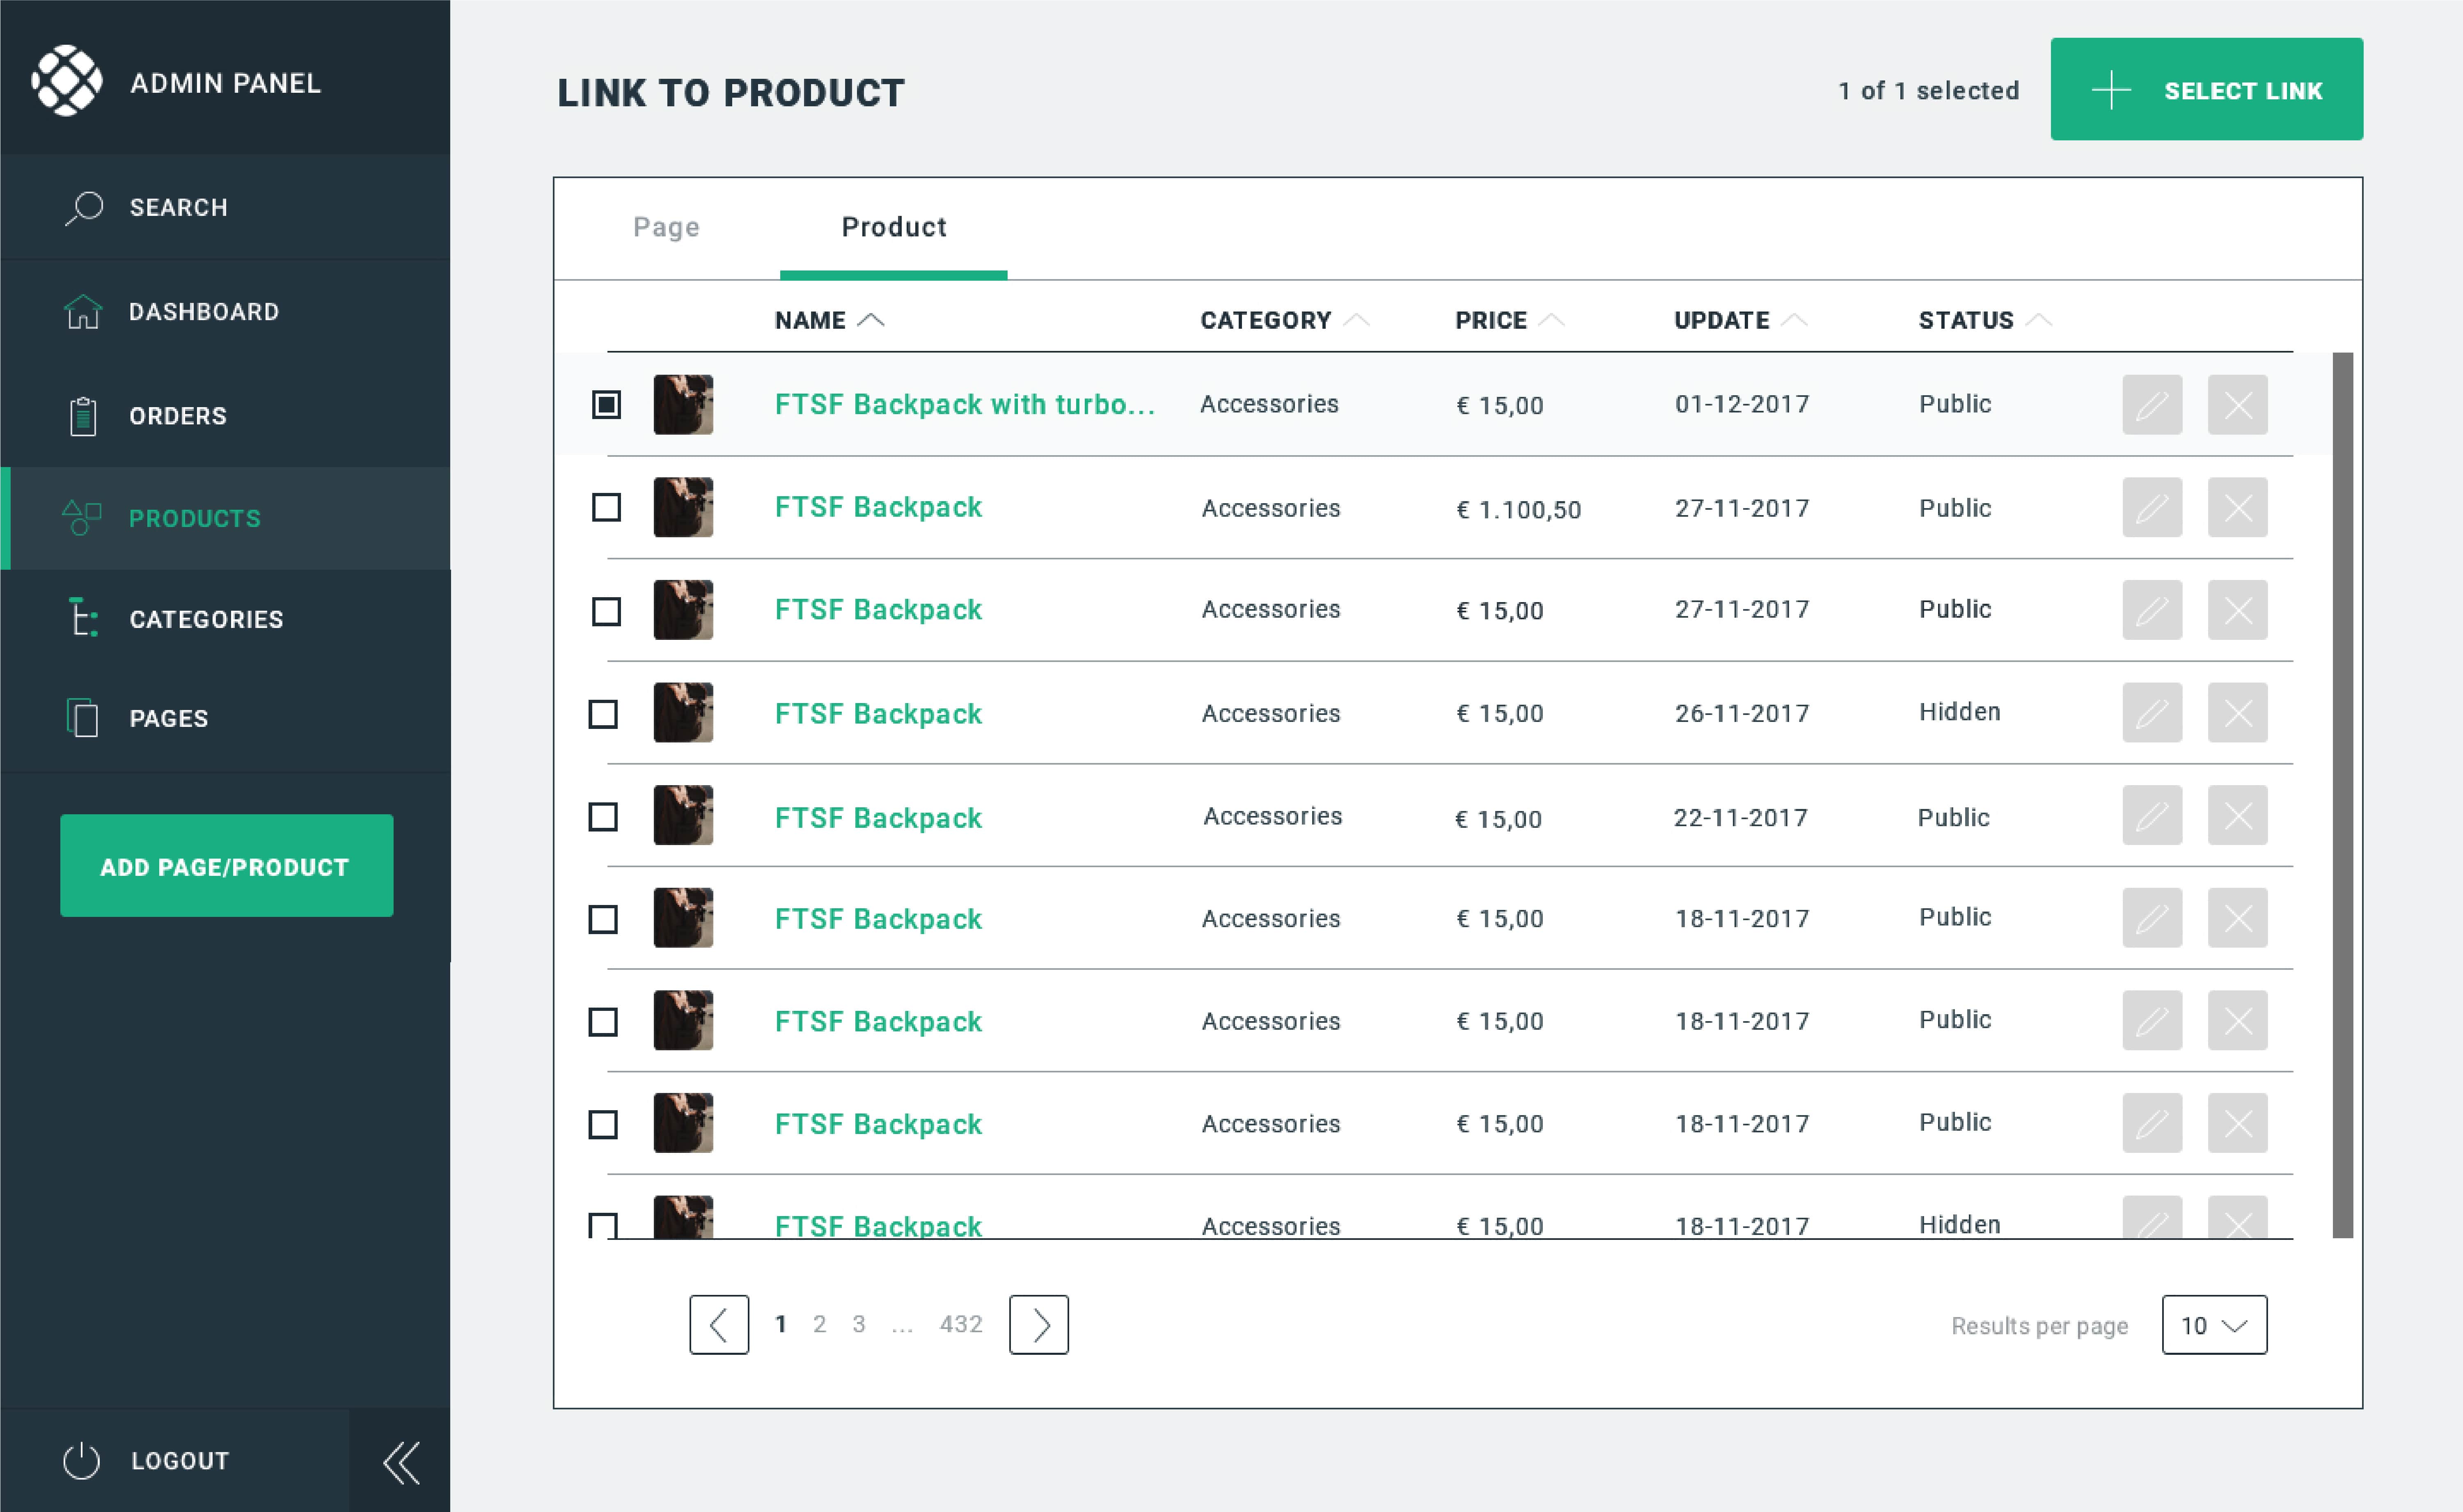 ADMIN PANEL
SEARCH
DASHBOARD
ORDERS
PRODUCTS
CATEGORIES
PAGES
ADD PAGE/PRODUCT
LOGOUT
LINK TO PRODUCT
1 of 1 selected
SELECT LINK
Page Product
NAME CATEGORY PRICE UPDATE STATUS
FTSF Backpack with turbo... Accessories € 15,00 01-12-2017 Public
FTSF Backpack Accessories € 1.100,50 27-11-2017 Public
FTSF Backpack Accessories € 15,00 27-11-2017 Public
FTSF Backpack Accessories € 15,00 26-11-2017 Hidden
FTSF Backpack Accessories € 15,00 22-11-2017 Public
FTSF Backpack Accessories € 15,00 18-11-2017 Public
FTSF Backpack Accessories € 15,00 18-11-2017 Public
FTSF Backpack Accessories € 15,00 18-11-2017 Public
FTSF Backpack Accessories € 15,00 18-11-2017 Hidden
1 2 3 ... 432
Results per page 10